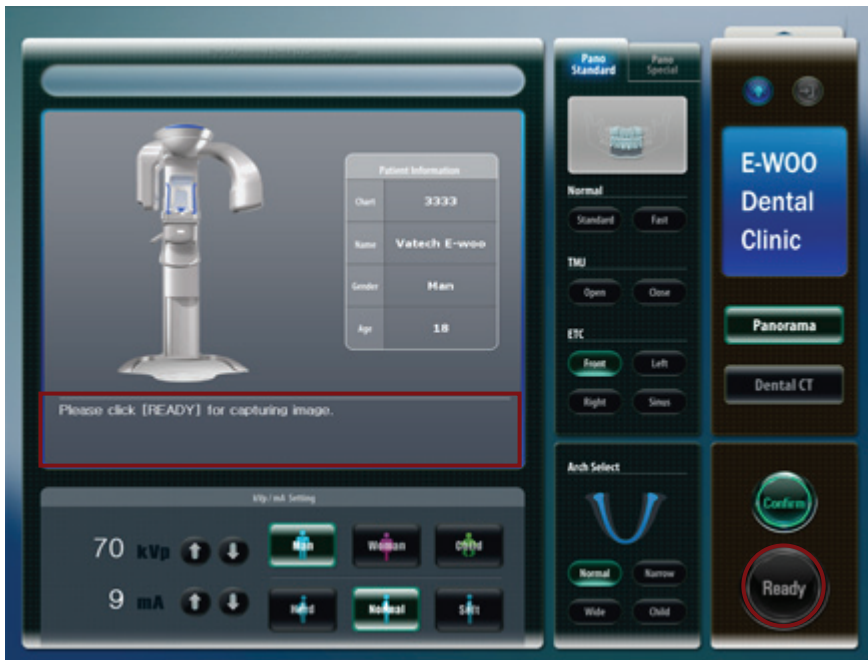 Patient Information
Chart 3333
Name Vatech E-woo
Gender Man
Age 18
Please click [READY] for capturing image.
kVp / mA Setting
70 kVp
Man Woman Child
9 mA
Hard Normal Soft
Pano Standard
Pano Special
Normal
Standard Fast
TMJ
Open Close
ETC
Front Left
Right Sinus
Arch Select
Normal Narrow
Wide Child
E-WOO
Dental
Clinic
Panorama
Dental CT
Confirm
Ready